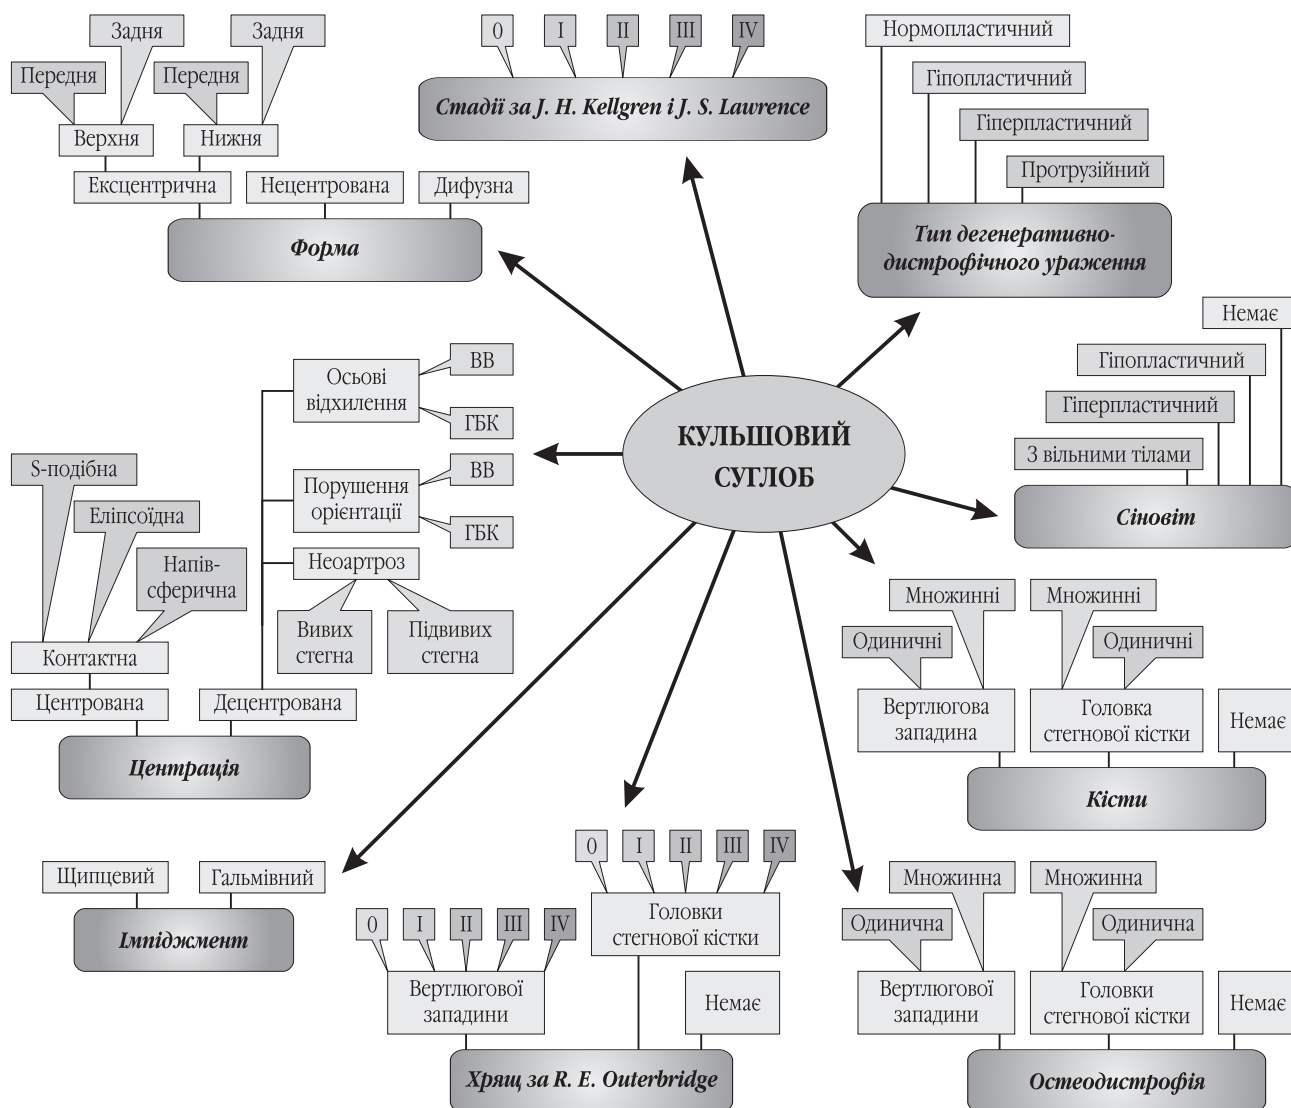 Задня
Задня
Передня
Передня
Верхня
Нижня
Ексцентрична
Нецентрована
Дифузна
Форма
0
I
II
III
IV
Стадії за J. H. Kellgren і J. S. Lawrence
Нормопластичний
Гіпопластичний
Гіперпластичний
Протрузійний
Тип дегенеративно-
дистрофічного ураження
Немає
Гіпопластичний
Гіперпластичний
З вільними тілами
Сіновіт
КУЛЬШОВИЙ
СУГЛОБ
Осьові
відхилення
ВВ
ГБК
Порушення
орієнтації
ВВ
ГБК
Неоартроз
Вивих
стегна
Підвивих
стегна
S-подібна
Еліпсоїдна
Напів-
сферична
Контактна
Центрована
Децентрована
Центрація
Множинні
Множинні
Одиничні
Одиничні
Вертлюгова
западина
Головка
стегнової кістки
Немає
Кісти
Щипцевий
Гальмівний
Імпіджмент
0
I
II
III
IV
Головки
стегнової кістки
0
I
II
III
IV
Вертлюгової
западини
Немає
Хрящ за R. E. Outerbridge
Множинна
Множинна
Одинична
Одинична
Вертлюгової
западини
Головки
стегнової кістки
Немає
Остеодистрофія